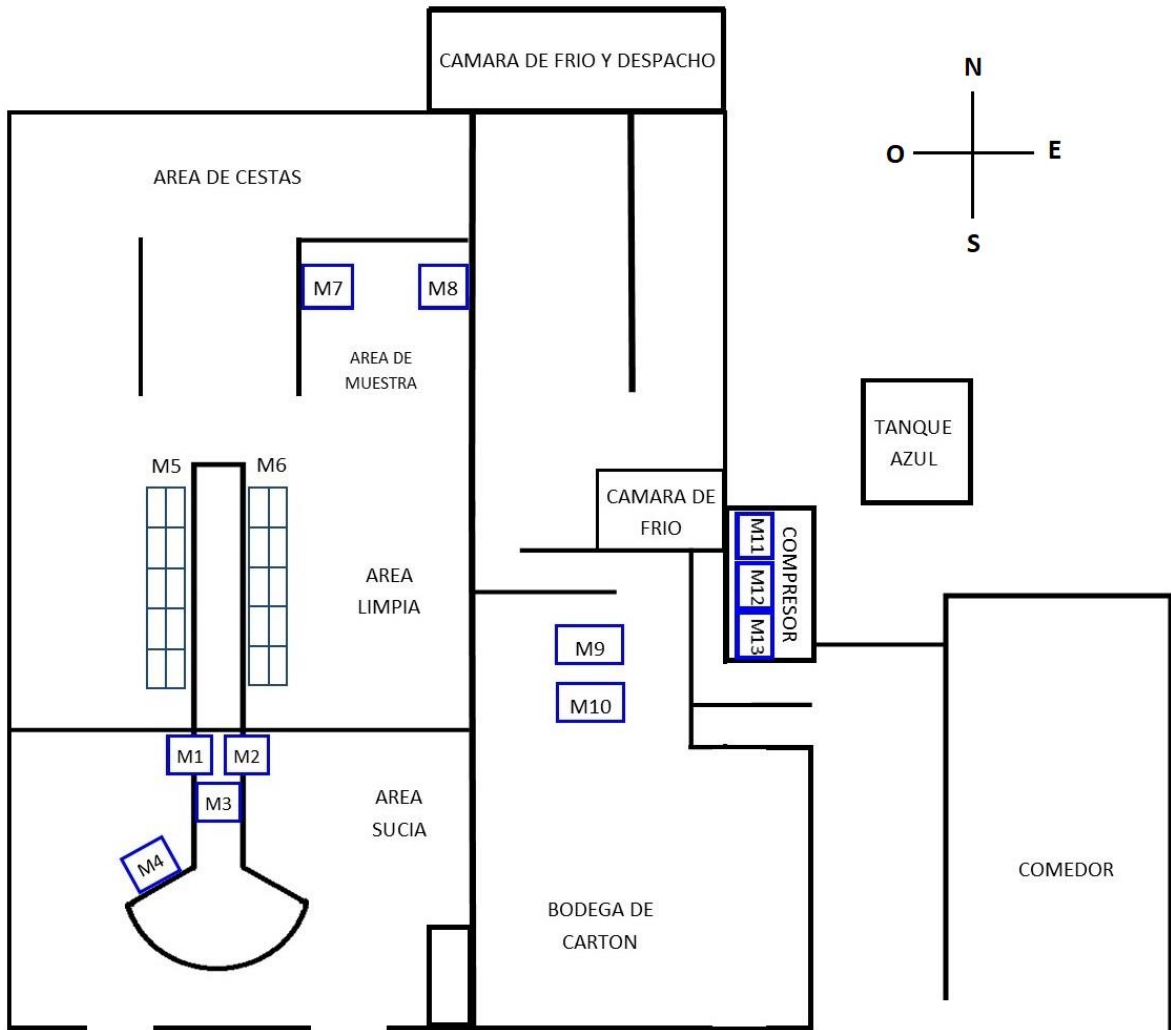 CAMARA DE FRIO Y DESPACHO
N
O
E
S
AREA DE CESTAS
M7
M8
AREA DE
MUESTRA
TANQUE
AZUL
M5
M6
CAMARA DE
FRIO
M11
M12
M13
COMPRESOR
AREA
LIMPIA
M9
M10
M1
M2
M3
AREA
SUCIA
M4
COMEDOR
BODEGA DE
CARTON